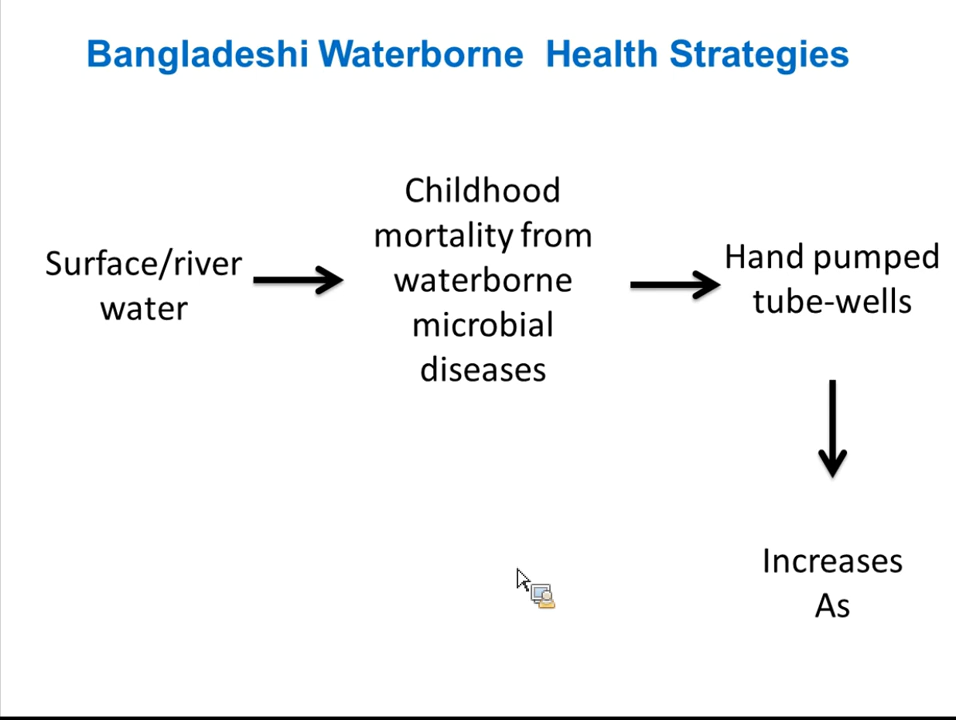 Bangladeshi Waterborne Health Strategies
Surface/river
water
Childhood
mortality from
waterborne
microbial
diseases
Hand pumped
tube-wells
Increases
As